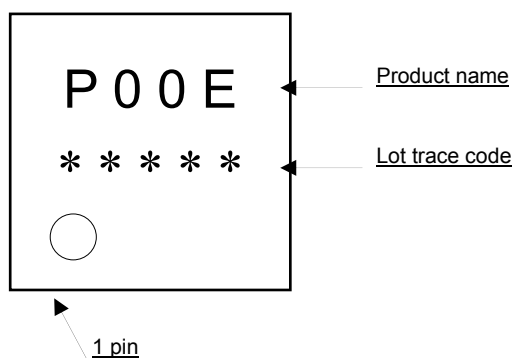 P00E
Product name
*****
Lot trace code
1 pin